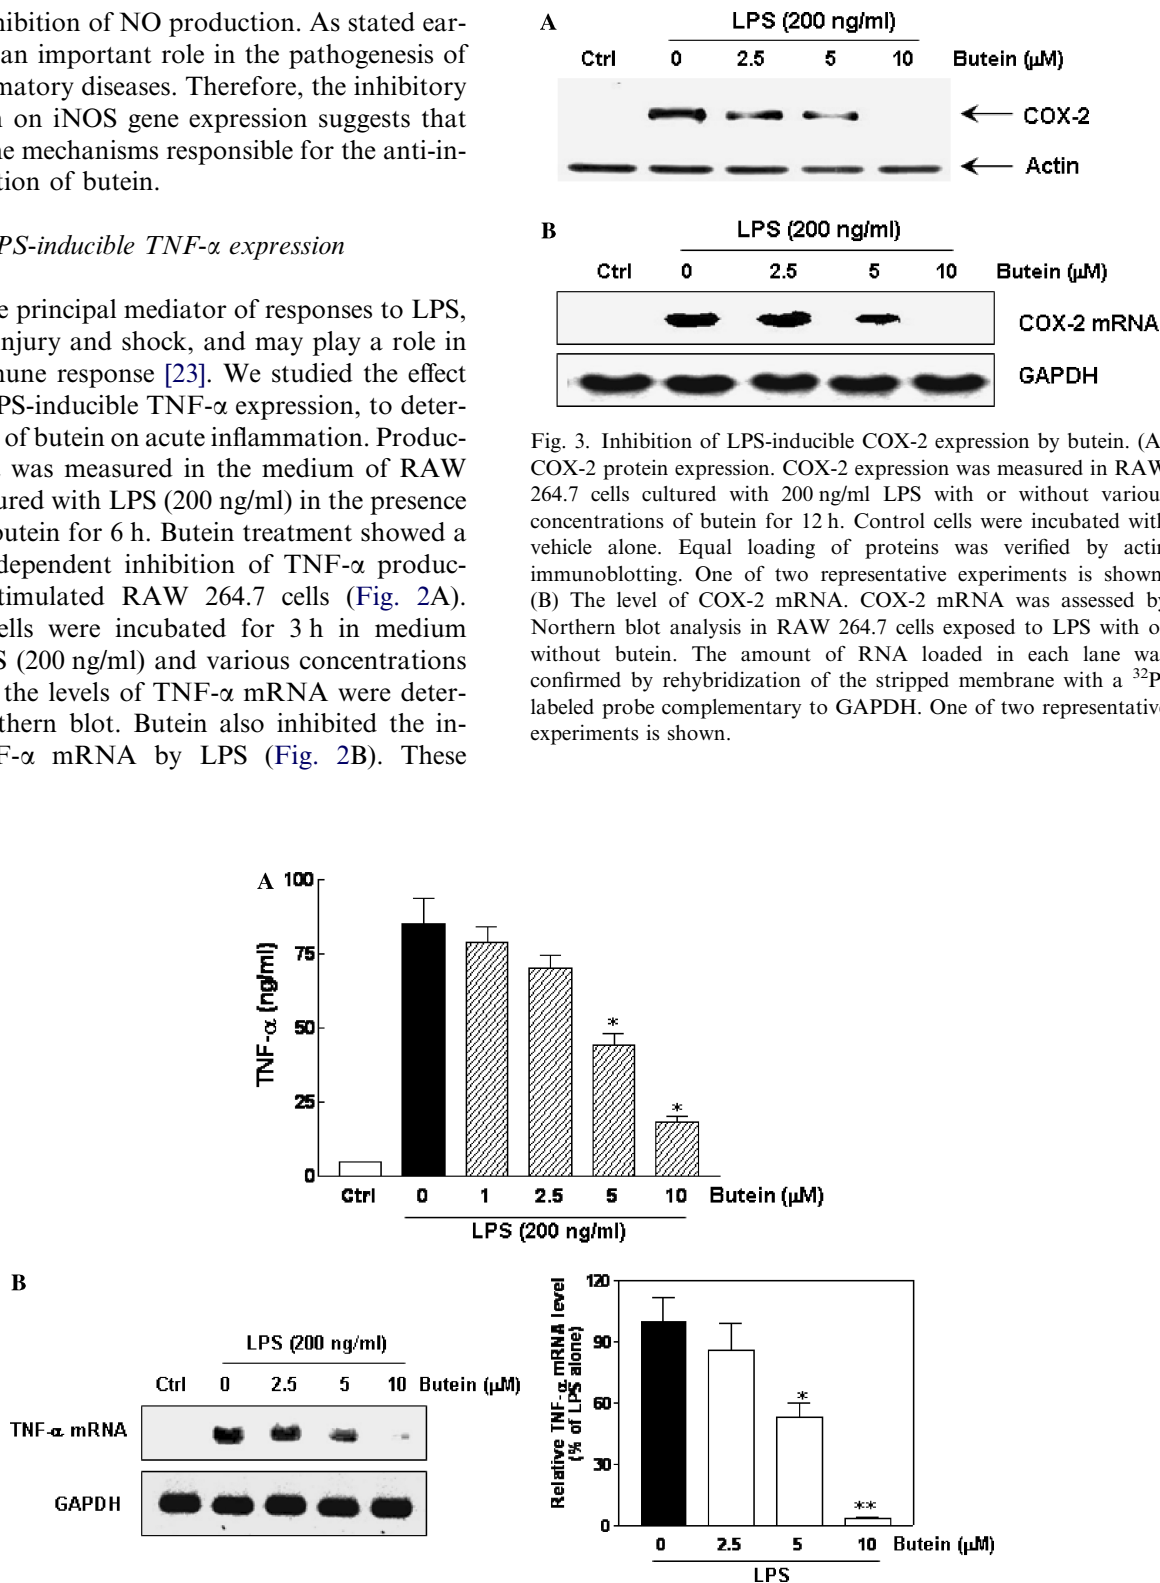 hibition of NO production. As stated ear-
an important role in the pathogenesis of
matory diseases. Therefore, the inhibitory
on iNOS gene expression suggests that
mechanisms responsible for the anti-in-
tion of butein.
PS-inducible TNF-α expression
principal mediator of responses to LPS,
njury and shock, and may play a role in
mune response [23]. We studied the effect
PS-inducible TNF-α expression, to deter-
of butein on acute inflammation. Produc-
was measured in the medium of RAW
ured with LPS (200 ng/ml) in the presence
butein for 6 h. Butein treatment showed a
dependent inhibition of TNF-α produc-
timulated RAW 264.7 cells (Fig. 2A).
cells were incubated for 3 h in medium
S (200 ng/ml) and various concentrations
the levels of TNF-α mRNA were deter-
thern blot. Butein also inhibited the in-
F-α mRNA by LPS (Fig. 2B). These
A
LPS (200 ng/ml)
Ctrl 0 2.5 5 10 Butein (μM)
COX-2
Actin
B
LPS (200 ng/ml)
Ctrl 0 2.5 5 10 Butein (μM)
COX-2 mRNA
GAPDH
Fig. 3. Inhibition of LPS-inducible COX-2 expression by butein. (A
COX-2 protein expression. COX-2 expression was measured in RAW
264.7 cells cultured with 200 ng/ml LPS with or without variou
concentrations of butein for 12 h. Control cells were incubated with
vehicle alone. Equal loading of proteins was verified by actin
immunoblotting. One of two representative experiments is shown
(B) The level of COX-2 mRNA. COX-2 mRNA was assessed by
Northern blot analysis in RAW 264.7 cells exposed to LPS with o
without butein. The amount of RNA loaded in each lane wa
confirmed by rehybridization of the stripped membrane with a ³²P
labeled probe complementary to GAPDH. One of two representative
experiments is shown.
A
TNF-α (ng/ml)
100
75
50
25
0
*
*
Ctrl 0 1 2.5 5 10 Butein (μM)
LPS (200 ng/ml)
B
LPS (200 ng/ml)
Ctrl 0 2.5 5 10 Butein (μM)
TNF-α mRNA
GAPDH
Relative TNF-α mRNA level
(% of LPS alone)
120
90
60
30
0
*
**
0 2.5 5 10 Butein (μM)
LPS